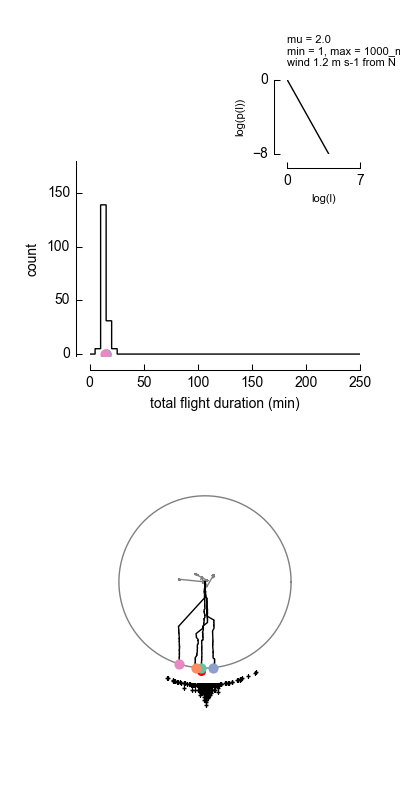 mu = 2.0
min = 1, max = 1000_m
wind 1.2 m s-1 from N
0
log(p(l))
−8
0 7
log(l)
150
100
count
50
0
0 50 100 150 200 250
total flight duration (min)